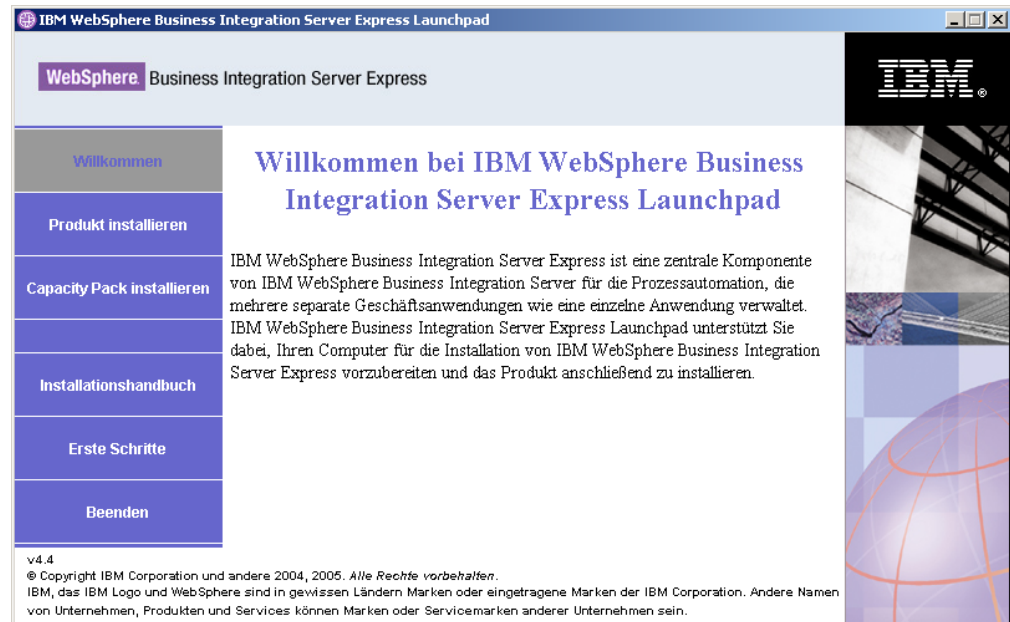 IBM WebSphere Business Integration Server Express Launchpad
WebSphere. Business Integration Server Express
IBM®
Willkommen
Produkt installieren
Capacity Pack installieren
Installationshandbuch
Erste Schritte
Beenden
Willkommen bei IBM WebSphere Business
Integration Server Express Launchpad
IBM WebSphere Business Integration Server Express ist eine zentrale Komponente
von IBM WebSphere Business Integration Server für die Prozessautomation, die
mehrere separate Geschäftsanwendungen wie eine einzelne Anwendung verwaltet.
IBM WebSphere Business Integration Server Express Launchpad unterstützt Sie
dabei, Ihren Computer für die Installation von IBM WebSphere Business Integration
Server Express vorzubereiten und das Produkt anschließend zu installieren.
v4.4
© Copyright IBM Corporation und andere 2004, 2005. Alle Rechte vorbehalten.
IBM, das IBM Logo und WebSphere sind in gewissen Ländern Marken oder eingetragene Marken der IBM Corporation. Andere Namen
von Unternehmen, Produkten und Services können Marken oder Servicemarken anderer Unternehmen sein.